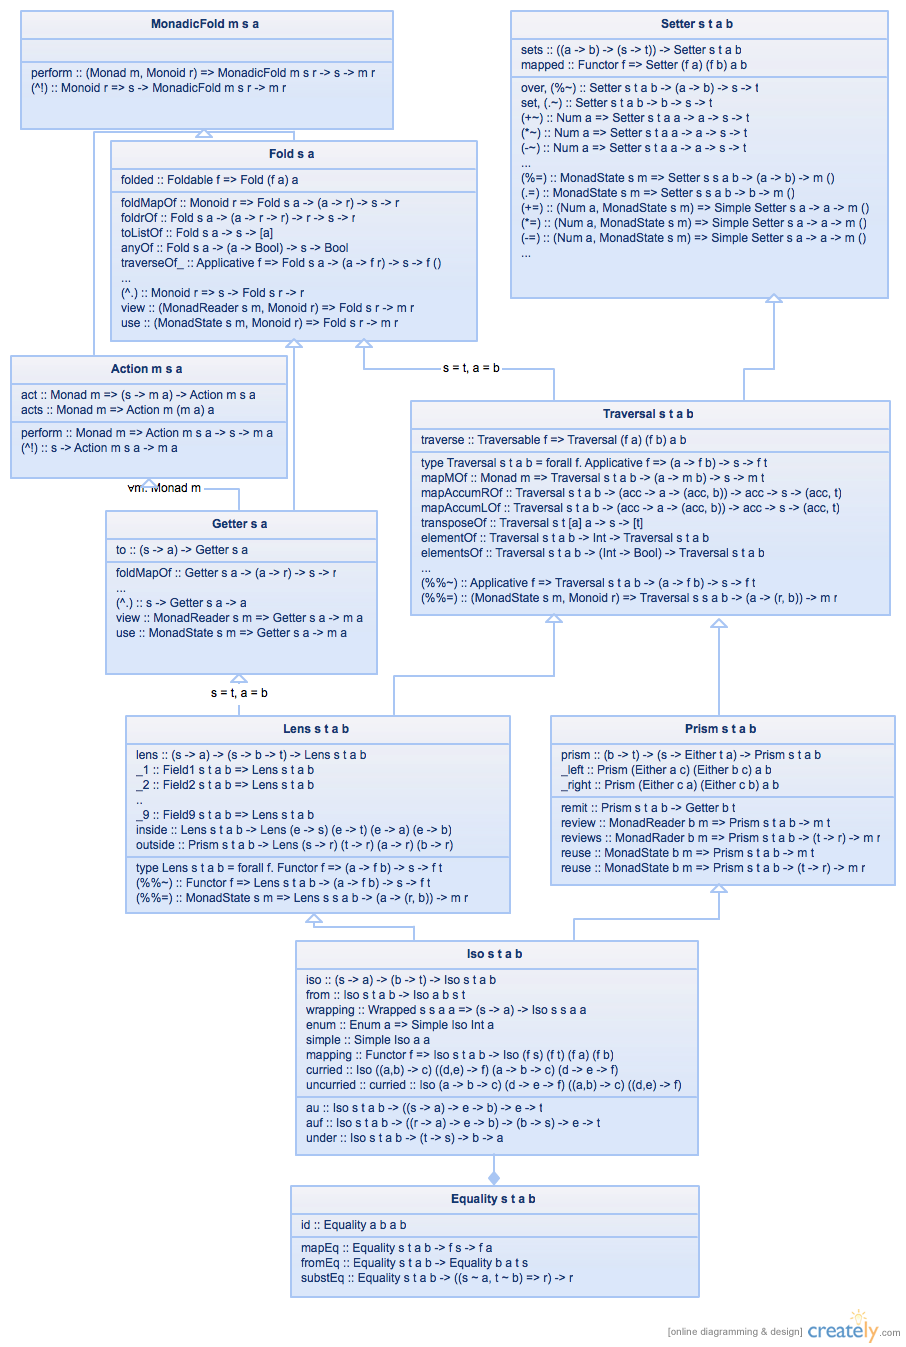 MonadicFold m s a
perform :: (Monad m, Monoid r) => MonadicFold m s r -> s -> m r
(^!) :: Monoid r => s -> MonadicFold m s r -> m r
Setter s t a b
sets :: ((a -> b) -> (s -> t)) -> Setter s t a b
mapped :: Functor f => Setter (f a) (f b) a b
over, (%~) :: Setter s t a b -> (a -> b) -> s -> t
set, (.~) :: Setter s t a b -> b -> s -> t
(+~) :: Num a => Setter s t a a -> a -> s -> t
(*~) :: Num a => Setter s t a a -> a -> s -> t
(-~) :: Num a => Setter s t a a -> a -> s -> t
...
(%=) :: MonadState s m => Setter s s a b -> (a -> b) -> m ()
(.=) :: MonadState s m => Setter s s a b -> b -> m ()
(+=) :: (Num a, MonadState s m) => Simple Setter s a -> a -> m ()
(*=) :: (Num a, MonadState s m) => Simple Setter s a -> a -> m ()
(-=) :: (Num a, MonadState s m) => Simple Setter s a -> a -> m ()
...
Fold s a
folded :: Foldable f => Fold (f a) a
foldMapOf :: Monoid r => Fold s a -> (a -> r) -> s -> r
foldrOf :: Fold s a -> (a -> r -> r) -> r -> s -> r
toListOf :: Fold s a -> s -> [a]
anyOf :: Fold s a -> (a -> Bool) -> s -> Bool
traverseOf_ :: Applicative f => Fold s a -> (a -> f r) -> s -> f ()
...
(^.) :: Monoid r => s -> Fold s r -> r
view :: (MonadReader s m, Monoid r) => Fold s r -> m r
use :: (MonadState s m, Monoid r) => Fold s r -> m r
Action m s a
act :: Monad m => (s -> m a) -> Action m s a
acts :: Monad m => Action m (m a) a
perform :: Monad m => Action m s a -> s -> m a
(^!) :: s -> Action m s a -> m a
s = t, a = b
Traversal s t a b
traverse :: Traversable f => Traversal (f a) (f b) a b
type Traversal s t a b = forall f. Applicative f => (a -> f b) -> s -> f t
mapMOf :: Monad m => Traversal s t a b -> (a -> m b) -> s -> m t
mapAccumROf :: Traversal s t a b -> (acc -> a -> (acc, b)) -> acc -> s -> (acc, t)
mapAccumLOf :: Traversal s t a b -> (acc -> a -> (acc, b)) -> acc -> s -> (acc, t)
transposeOf :: Traversal s t [a] a -> s -> [t]
elementOf :: Traversal s t a b -> Int -> Traversal s t a b
elementsOf :: Traversal s t a b -> (Int -> Bool) -> Traversal s t a b
...
(%%~) :: Applicative f => Traversal s t a b -> (a -> f b) -> s -> f t
(%%=) :: (MonadState s m, Monoid r) => Traversal s s a b -> (a -> (r, b)) -> m r
∀m. Monad m
Getter s a
to :: (s -> a) -> Getter s a
foldMapOf :: Getter s a -> (a -> r) -> s -> r
...
(^.) :: s -> Getter s a -> a
view :: MonadReader s m => Getter s a -> m a
use :: MonadState s m => Getter s a -> m a
s = t, a = b
Lens s t a b
lens :: (s -> a) -> (s -> b -> t) -> Lens s t a b
_1 :: Field1 s t a b => Lens s t a b
_2 :: Field2 s t a b => Lens s t a b
..
_9 :: Field9 s t a b => Lens s t a b
inside :: Lens s t a b -> Lens (e -> s) (e -> t) (e -> a) (e -> b)
outside :: Prism s t a b -> Lens (s -> r) (t -> r) (a -> r) (b -> r)
type Lens s t a b = forall f. Functor f => (a -> f b) -> s -> f t
(%%~) :: Functor f => Lens s t a b -> (a -> f b) -> s -> f t
(%%=) :: MonadState s m => Lens s s a b -> (a -> (r, b)) -> m r
Prism s t a b
prism :: (b -> t) -> (s -> Either t a) -> Prism s t a b
_left :: Prism (Either a c) (Either b c) a b
_right :: Prism (Either c a) (Either c b) a b
remit :: Prism s t a b -> Getter b t
review :: MonadReader b m => Prism s t a b -> m t
reviews :: MonadRader b m => Prism s t a b -> (t -> r) -> m r
reuse :: MonadState b m => Prism s t a b -> m t
reuse :: MonadState b m => Prism s t a b -> (t -> r) -> m r
Iso s t a b
iso :: (s -> a) -> (b -> t) -> Iso s t a b
from :: Iso s t a b -> Iso a b s t
wrapping :: Wrapped s s a a => (s -> a) -> Iso s s a a
enum :: Enum a => Simple Iso Int a
simple :: Simple Iso a a
mapping :: Functor f => Iso s t a b -> Iso (f s) (f t) (f a) (f b)
curried :: Iso ((a,b) -> c) ((d,e) -> f) (a -> b -> c) (d -> e -> f)
uncurried :: curried :: Iso (a -> b -> c) (d -> e -> f) ((a,b) -> c) ((d,e) -> f)
au :: Iso s t a b -> ((s -> a) -> e -> b) -> e -> t
auf :: Iso s t a b -> ((r -> a) -> e -> b) -> (b -> s) -> e -> t
under :: Iso s t a b -> (t -> s) -> b -> a
Equality s t a b
id :: Equality a b a b
mapEq :: Equality s t a b -> f s -> f a
fromEq :: Equality s t a b -> Equality b a t s
substEq :: Equality s t a b -> ((s ~ a, t ~ b) => r) -> r
[online diagramming & design] creately.com